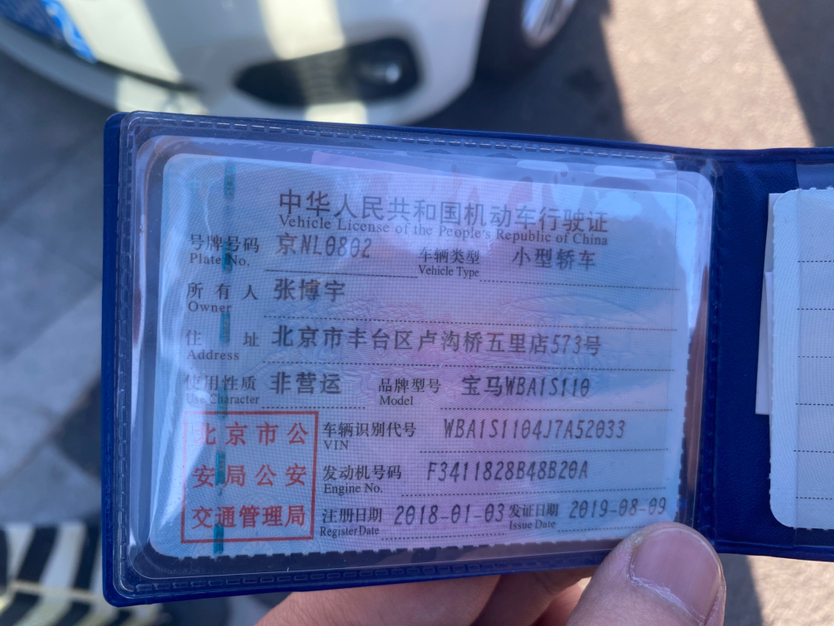 中华人民共和国机动车行驶证
Vehicle License of the People's Republic of China
号牌号码 京NL0802 车辆类型 小型轿车
Plate No. Vehicle Type
所有人 张博宇
Owner
住址 北京市丰台区卢沟桥五里店573号
Address
使用性质 非营运 品牌型号 宝马WBA1S110
Use Character Model
北京市公
安局公安
交通管理局
车辆识别代号 WBA1S1104J7A52033
VIN
发动机号码 F3411828B48B20A
Engine No.
注册日期 2018-01-03 发证日期 2019-08-09
Register Date Issue Date